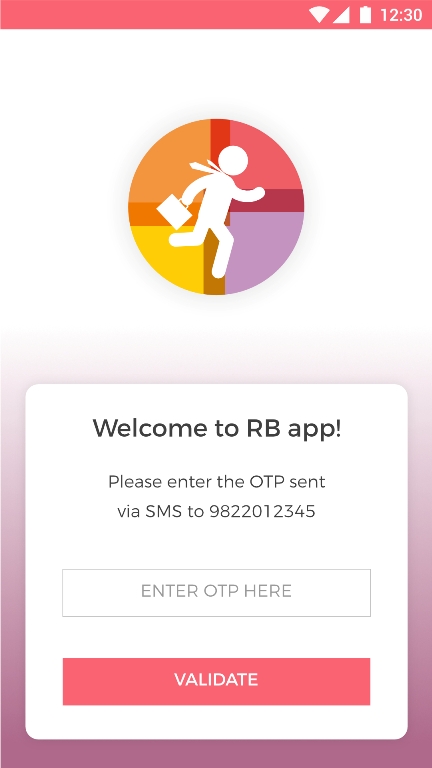 12:30
Welcome to RB app!
Please enter the OTP sent
via SMS to 9822012345
ENTER OTP HERE
VALIDATE